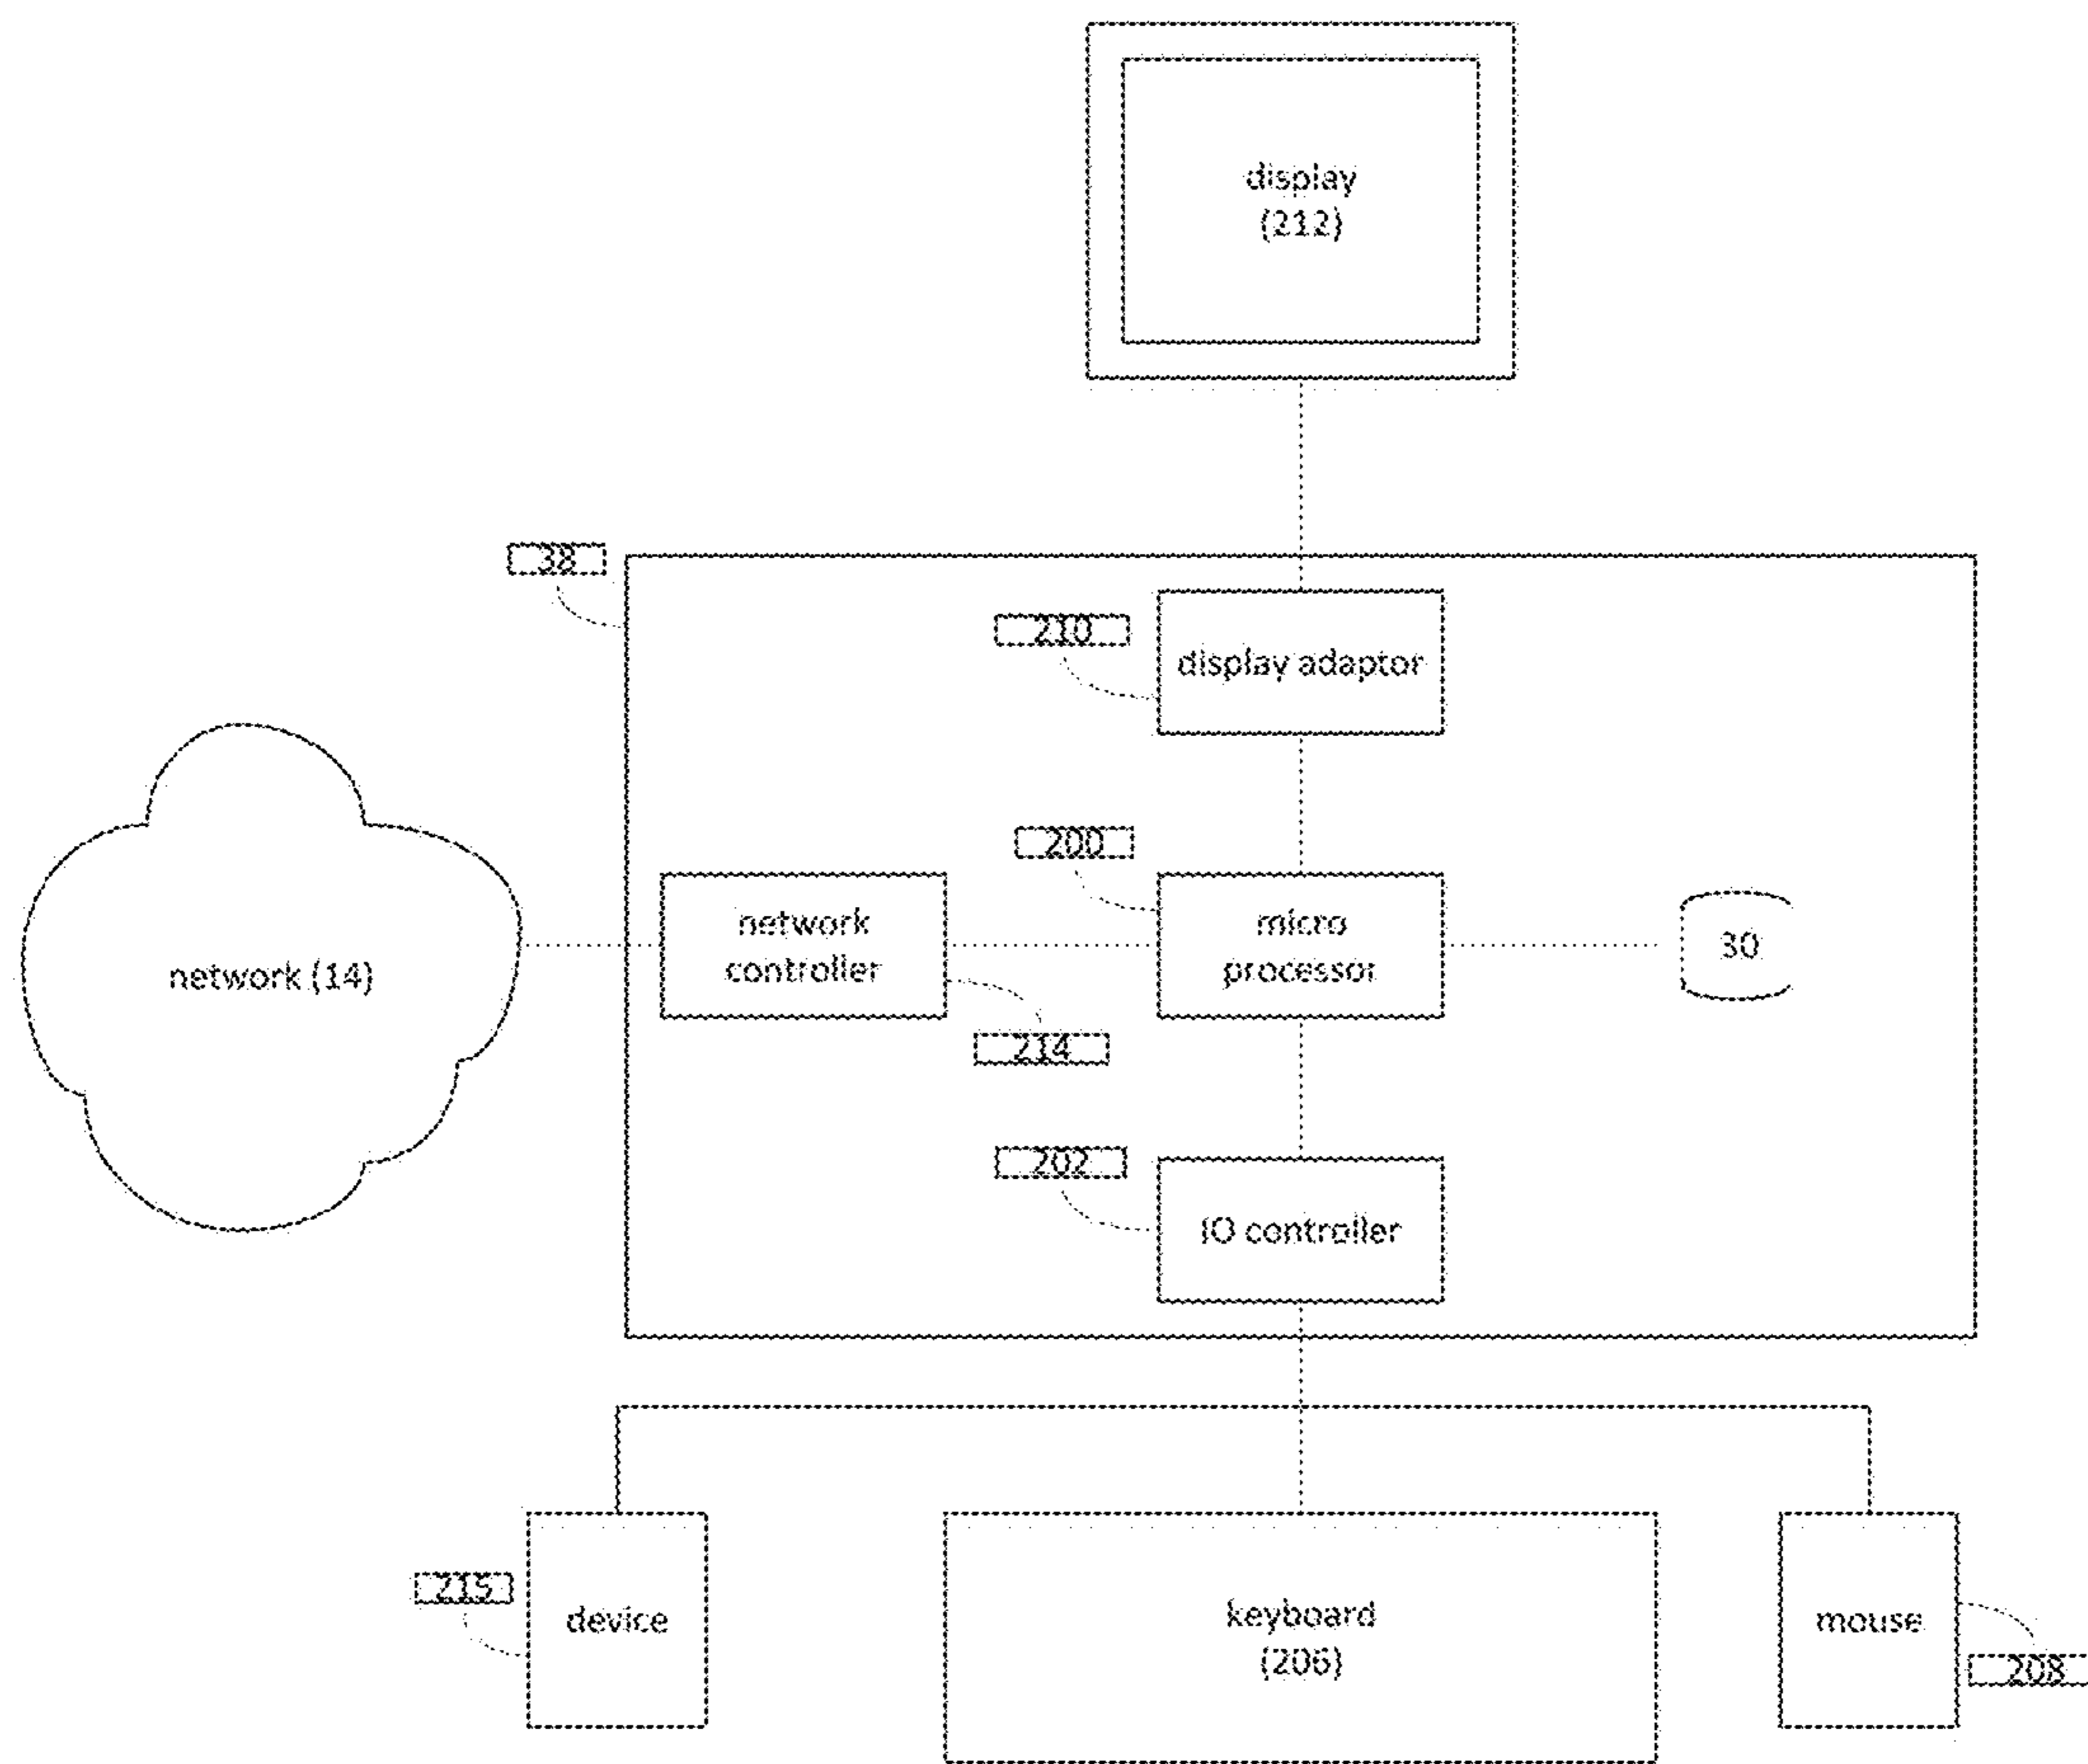 display
(212)
38
210
display adaptor
200
network
controller
micro
processor
30
network (14)
214
202
IO controller
215
device
keyboard
(206)
mouse
208